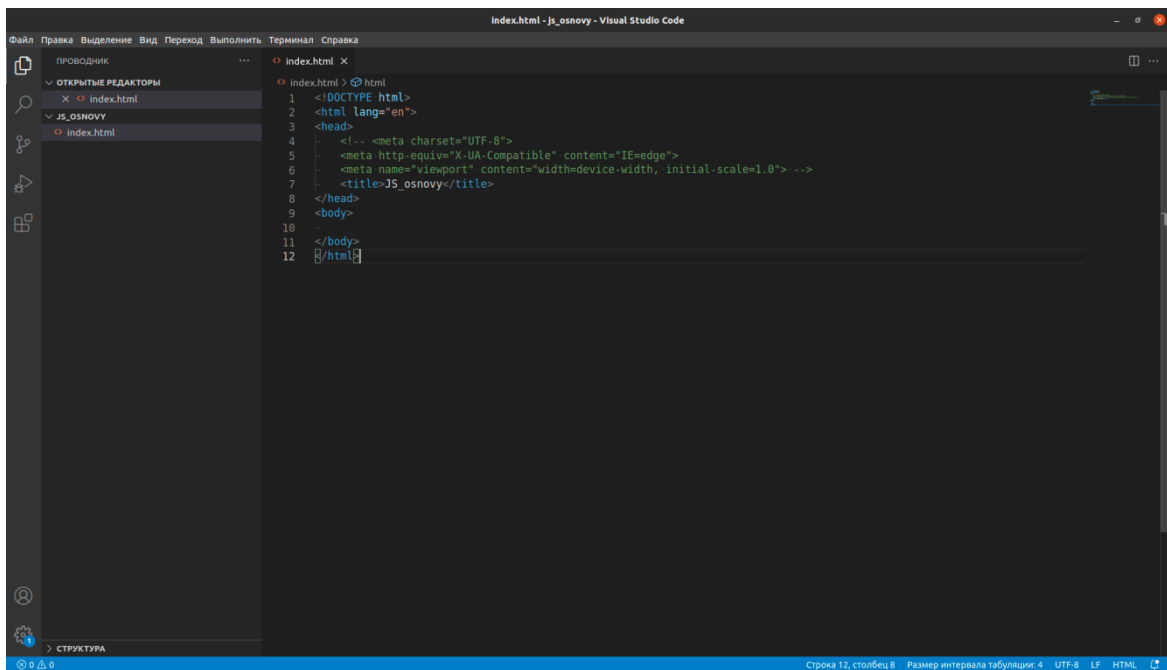 index.html - js_osnovy - Visual Studio Code
Файл Правка Выделение Вид Переход Выполнить Терминал Справка
ПРОВОДНИК
ОТКРЫТЫЕ РЕДАКТОРЫ
index.html
JS_OSNOVY
index.html
СТРУКТУРА
index.html
index.html > html
1 <!DOCTYPE html>
2 <html lang="en">
3 <head>
4 <!-- <meta charset="UTF-8">
5 <meta http-equiv="X-UA-Compatible" content="IE=edge">
6 <meta name="viewport" content="width=device-width, initial-scale=1.0"> -->
7 <title>JS_osnovy</title>
8 </head>
9 <body>
10
11 </body>
12 </html>
1
0 0
Строка 12, столбец 8 Размер интервала табуляции: 4 UTF-8 LF HTML